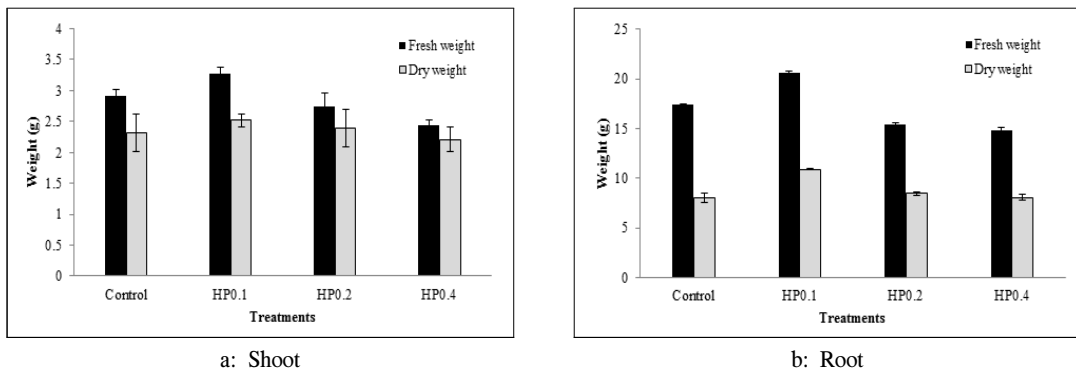 4
3.5
3
2.5
2
1.5
1
0.5
0
Weight (g)
Fresh weight
Dry weight
Control HP0.1 HP0.2 HP0.4
Treatments
a: Shoot
25
20
15
10
5
0
Weight (g)
Fresh weight
Dry weight
Control HP0.1 HP0.2 HP0.4
Treatments
b: Root